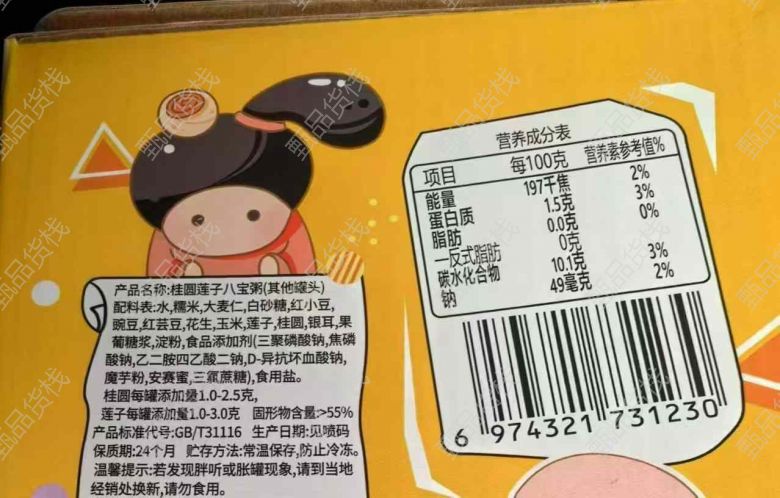 产品名称:桂圆莲子八宝粥(其他罐头)
配料表:水,糯米,大麦仁,白砂糖,红小豆,
豌豆,红芸豆,花生,玉米,莲子,桂圆,银耳,果
葡糖浆,淀粉,食品添加剂(三聚磷酸钠,焦磷
酸钠,乙二胺四乙酸二钠,D-异抗坏血酸钠,
魔芋粉,安赛蜜,三氯蔗糖),食用盐。
桂圆每罐添加量1.0-2.5克,
莲子每罐添加量1.0-3.0克 固形物含量:>55%
产品标准代号:GB/T31116 生产日期:见喷码
保质期:24个月 贮存方法:常温保存,防止冷冻。
温馨提示:若发现胖听或胀罐现象,请到当地
经销处换新,请勿食用。
营养成分表
项目 每100克 营养素参考值%
能量 197千焦 2%
蛋白质 1.5克 3%
脂肪 0.0克 0%
一反式脂肪 0克
碳水化合物 10.1克 3%
钠 49毫克 2%
6 974321 731230
甄品货栈